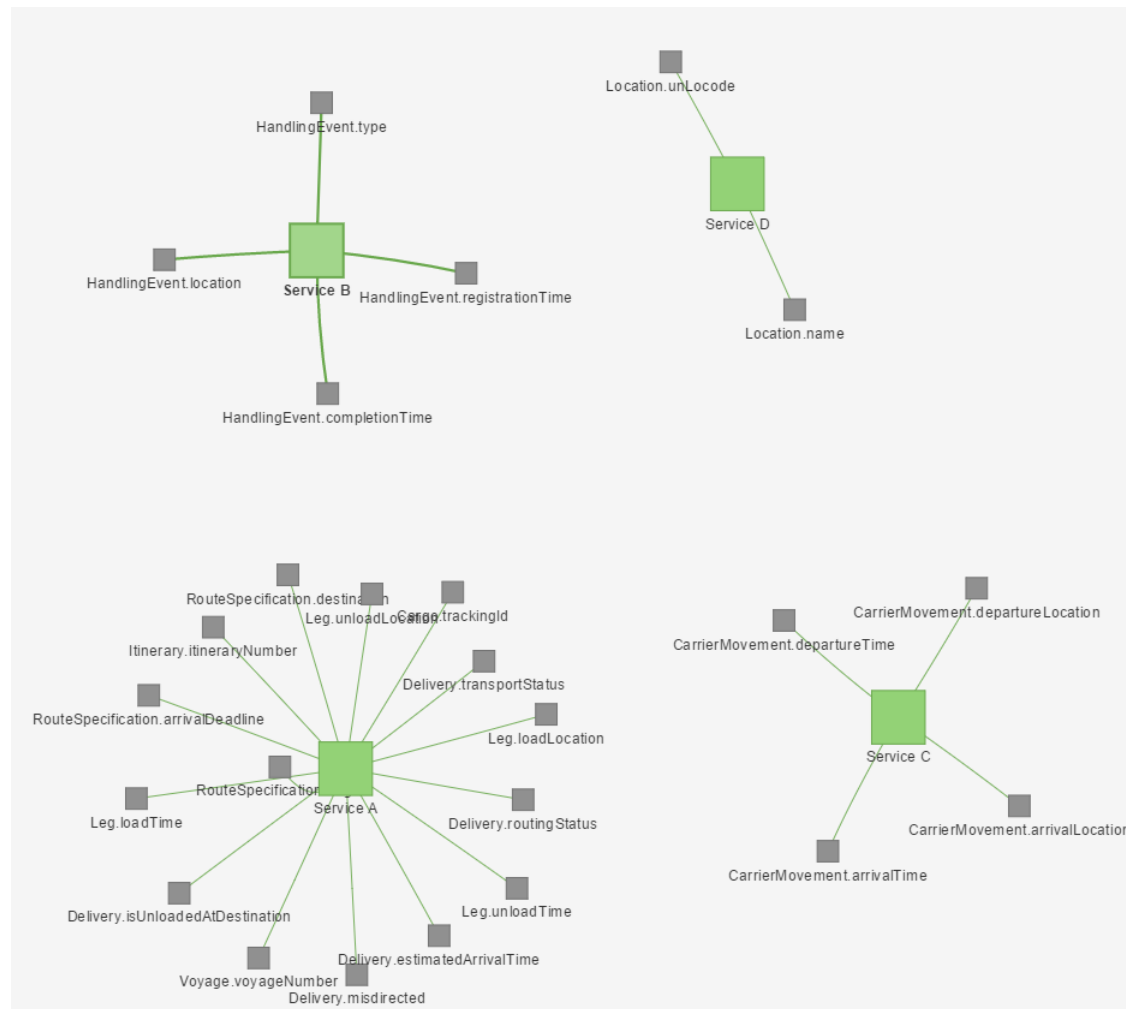 Location.unLocode
HandlingEvent.type
Service D
HandlingEvent.location
Service B
HandlingEvent.registrationTime
Location.name
HandlingEvent.completionTime
RouteSpecification.destination
Leg.unloadLocation
Cargo.trackingId
CarrierMovement.departureLocation
Itinerary.itineraryNumber
CarrierMovement.departureTime
Delivery.transportStatus
RouteSpecification.arrivalDeadline
Leg.loadLocation
Service C
RouteSpecification
Service A
Leg.loadTime
Delivery.routingStatus
CarrierMovement.arrivalLocation
CarrierMovement.arrivalTime
Delivery.isUnloadedAtDestination
Leg.unloadTime
Delivery.estimatedArrivalTime
Voyage.voyageNumber
Delivery.misdirected